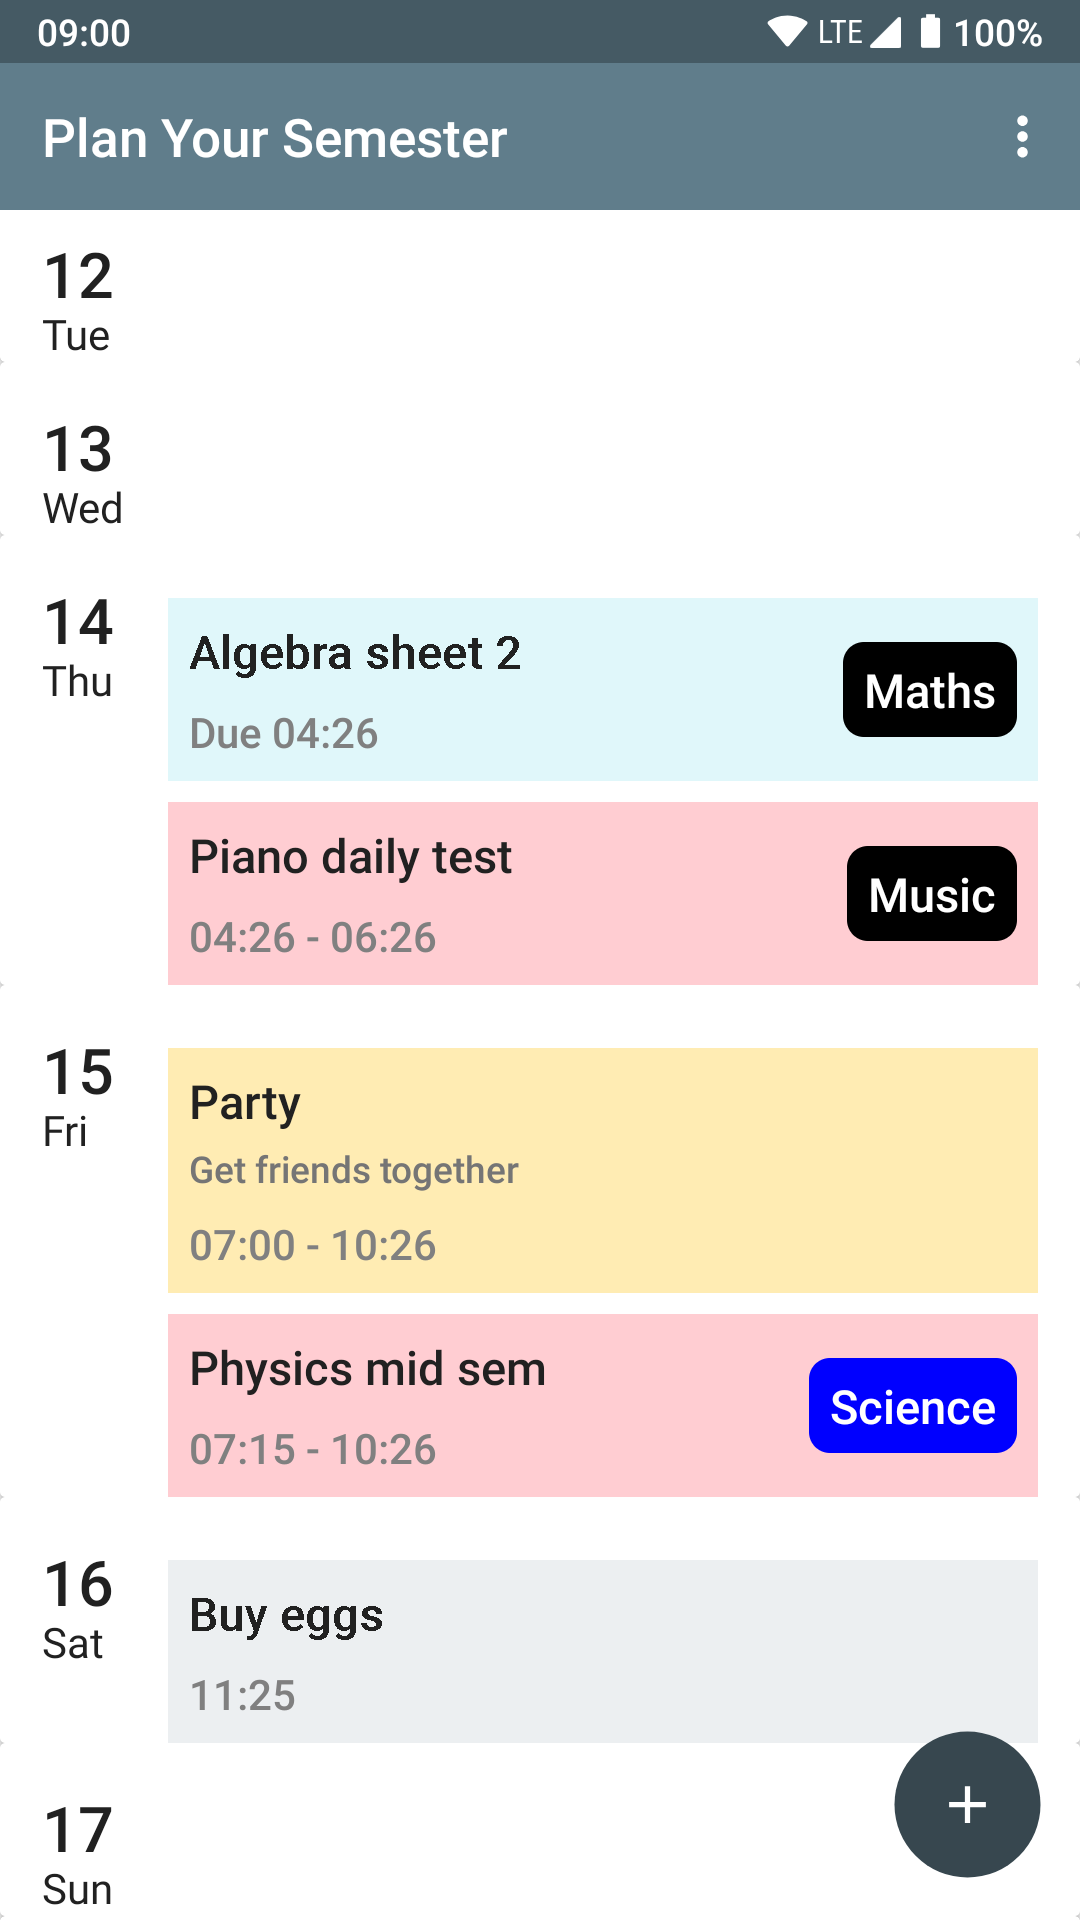 09:00 LTE 100%
Plan Your Semester
12
Tue
13
Wed
14
Thu
Algebra sheet 2
Due 04:26
Maths
Piano daily test
04:26 - 06:26
Music
15
Fri
Party
Get friends together
07:00 - 10:26
Physics mid sem
07:15 - 10:26
Science
16
Sat
Buy eggs
11:25
17
Sun